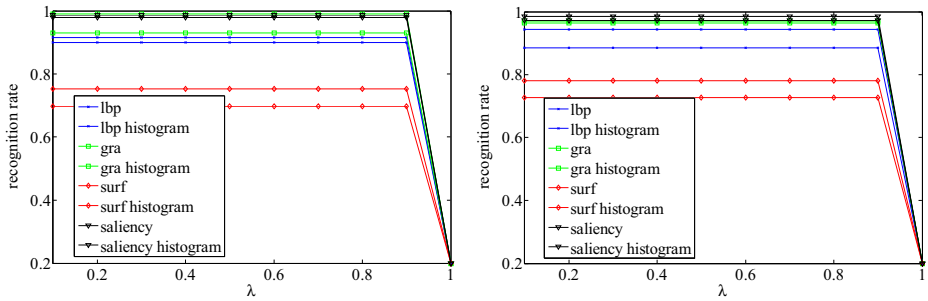 1
0.8
0.6
0.4
0.2
recognition rate
lbp
lbp histogram
gra
gra histogram
surf
surf histogram
saliency
saliency histogram
0.2
0.4
0.6
0.8
1
λ
1
0.8
0.6
0.4
0.2
recognition rate
lbp
lbp histogram
gra
gra histogram
surf
surf histogram
saliency
saliency histogram
0.2
0.4
0.6
0.8
1
λ